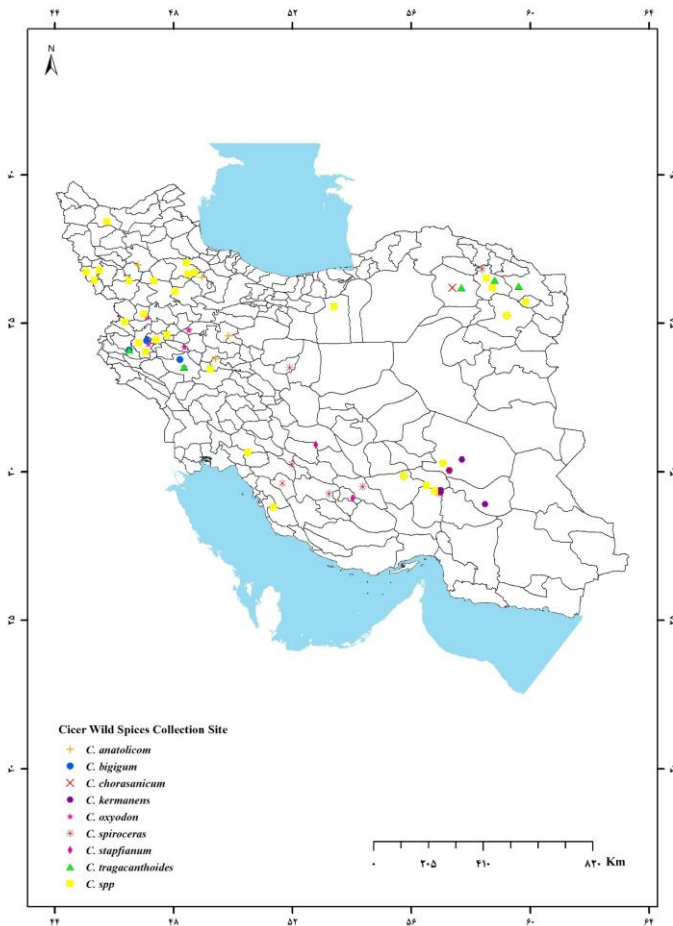 ۴۴ ۴۸ ۵۲ ۵۶ ۶۰ ۶۴
N
۴۰
۳۵
۳۰
۲۵
۲۰
Cicer Wild Spices Collection Site
C. anatolicom
C. bigigum
C. chorasanicum
C. kermanens
C. oxyodon
C. spiroceras
C. stapfianum
C. tragacanthoides
C. spp
۰ ۲۰۵ ۴۱۰ ۸۲۰ Km
۴۴ ۴۸ ۵۲ ۵۶ ۶۰ ۶۴